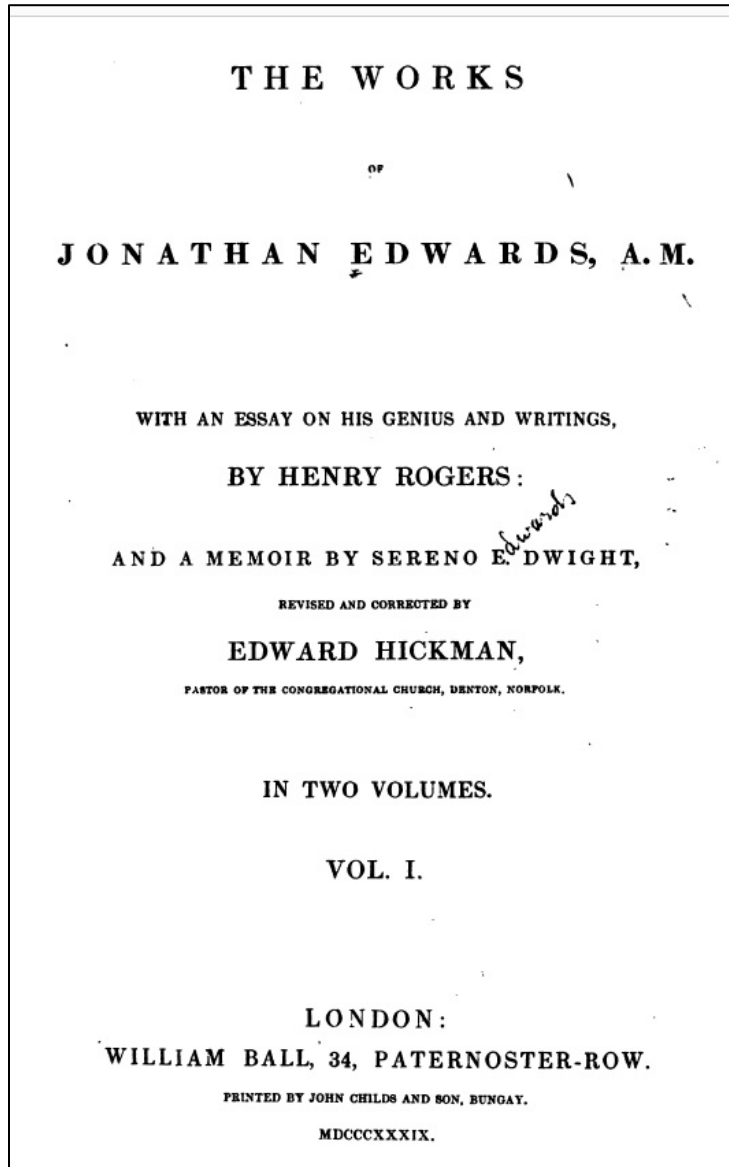 THE WORKS
OF
JONATHAN EDWARDS, A.M.
WITH AN ESSAY ON HIS GENIUS AND WRITINGS,
BY HENRY ROGERS:
AND A MEMOIR BY SERENO E. dwards DWIGHT,
REVISED AND CORRECTED BY
EDWARD HICKMAN,
PASTOR OF THE CONGREGATIONAL CHURCH, DENTON, NORFOLK.
IN TWO VOLUMES.
VOL. I.
LONDON:
WILLIAM BALL, 34, PATERNOSTER-ROW.
PRINTED BY JOHN CHILDS AND SON, BUNGAY.
MDCCCXXXIX.